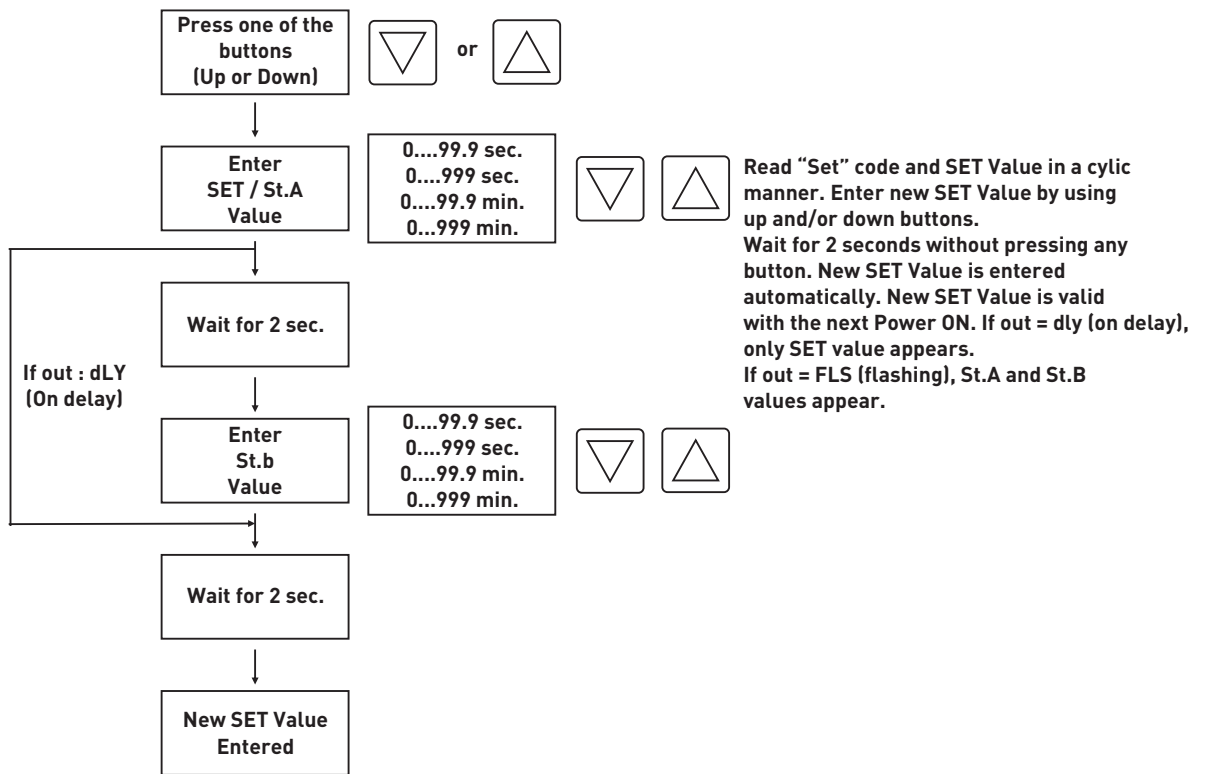 Press one of the
buttons
(Up or Down)
or
Enter
SET / St.A
Value
0....99.9 sec.
0....999 sec.
0....99.9 min.
0...999 min.
Read “Set” code and SET Value in a cylic
manner. Enter new SET Value by using
up and/or down buttons.
Wait for 2 seconds without pressing any
button. New SET Value is entered
automatically. New SET Value is valid
with the next Power ON. If out = dly (on delay),
only SET value appears.
If out = FLS (flashing), St.A and St.B
values appear.
Wait for 2 sec.
If out : dLY
(On delay)
Enter
St.b
Value
0....99.9 sec.
0....999 sec.
0....99.9 min.
0...999 min.
Wait for 2 sec.
New SET Value
Entered